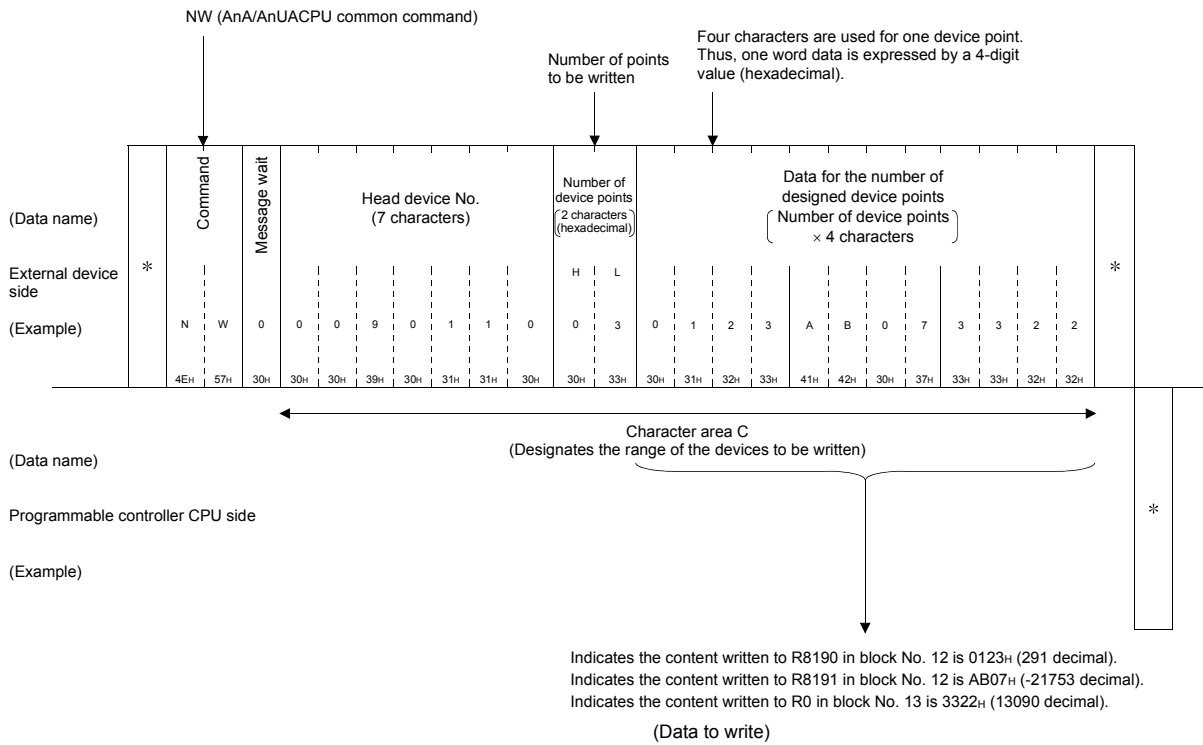 NW (AnA/AnUACPU common command)
Number of points
to be written
Four characters are used for one device point.
Thus, one word data is expressed by a 4-digit
value (hexadecimal).
(Data name)
External device
side
(Example)
*
Command
Message wait
Head device No.
(7 characters)
Number of
device points
2 characters
(hexadecimal)
Data for the number of
designed device points
Number of device points
× 4 characters
*
H L
N W 0 0 0 9 0 1 1 0 0 3 0 1 2 3 A B 0 7 3 3 2 2
4EH 57H 30H 30H 30H 39H 30H 31H 31H 30H 30H 33H 30H 31H 32H 33H 41H 42H 30H 37H 33H 33H 32H 32H
Character area C
(Designates the range of the devices to be written)
(Data name)
Programmable controller CPU side
*
(Example)
Indicates the content written to R8190 in block No. 12 is 0123H (291 decimal).
Indicates the content written to R8191 in block No. 12 is AB07H (-21753 decimal).
Indicates the content written to R0 in block No. 13 is 3322H (13090 decimal).
(Data to write)